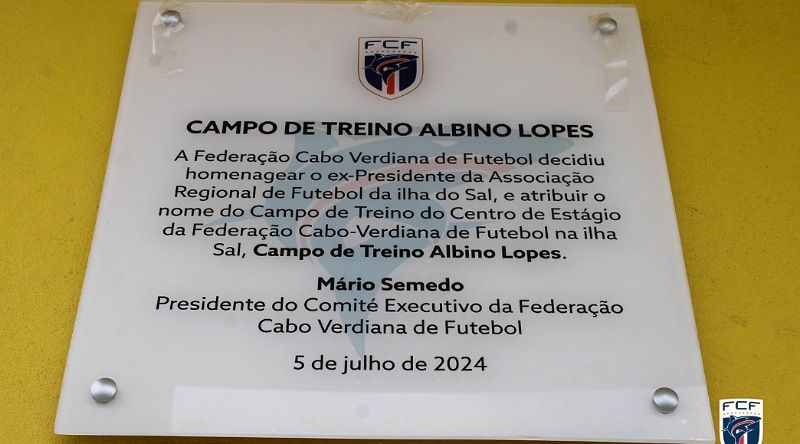 FCF
CAMPO DE TREINO ALBINO LOPES
A Federação Cabo Verdiana de Futebol decidiu
homenagear o ex-Presidente da Associação
Regional de Futebol da ilha do Sal, e atribuir o
nome do Campo de Treino do Centro de Estágio
da Federação Cabo-Verdiana de Futebol na ilha
Sal, Campo de Treino Albino Lopes.
Mário Semedo
Presidente do Comité Executivo da Federação
Cabo Verdiana de Futebol
5 de julho de 2024
FCF